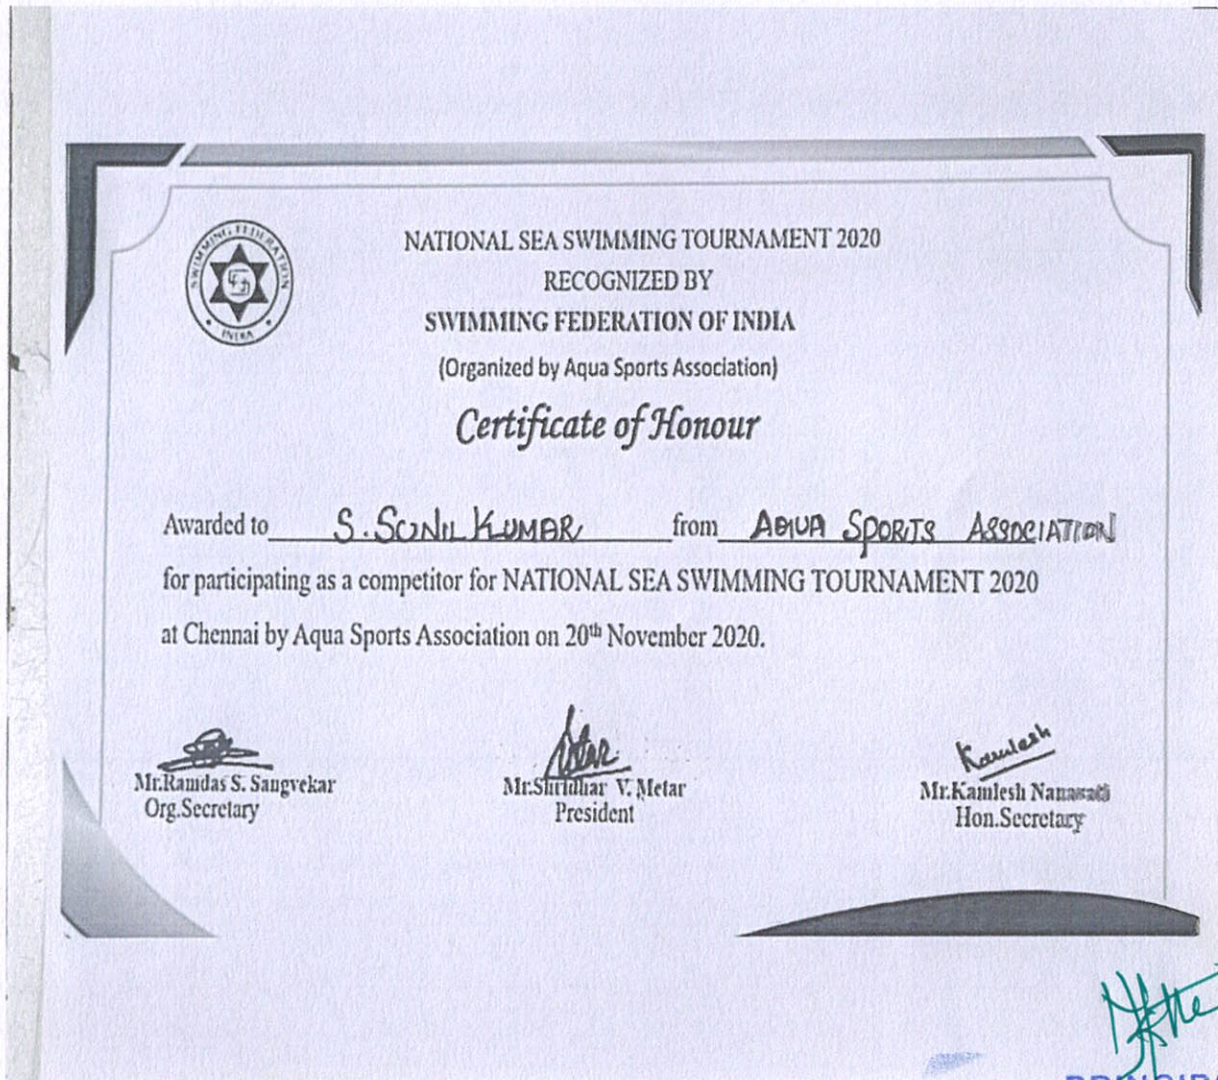 SWIMMING FEDERATION
INDIA
NATIONAL SEA SWIMMING TOURNAMENT 2020
RECOGNIZED BY
SWIMMING FEDERATION OF INDIA
(Organized by Aqua Sports Association)
Certificate of Honour
Awarded to S. SUNIL KUMAR from AQUA SPORTS ASSOCIATION
for participating as a competitor for NATIONAL SEA SWIMMING TOURNAMENT 2020
at Chennai by Aqua Sports Association on 20th November 2020.
Kamlesh
Mr.Ramdas S. Sangvekar Mr.Shridhar V. Metar Mr.Kamlesh
Org.Secretary President Hon.Secretary